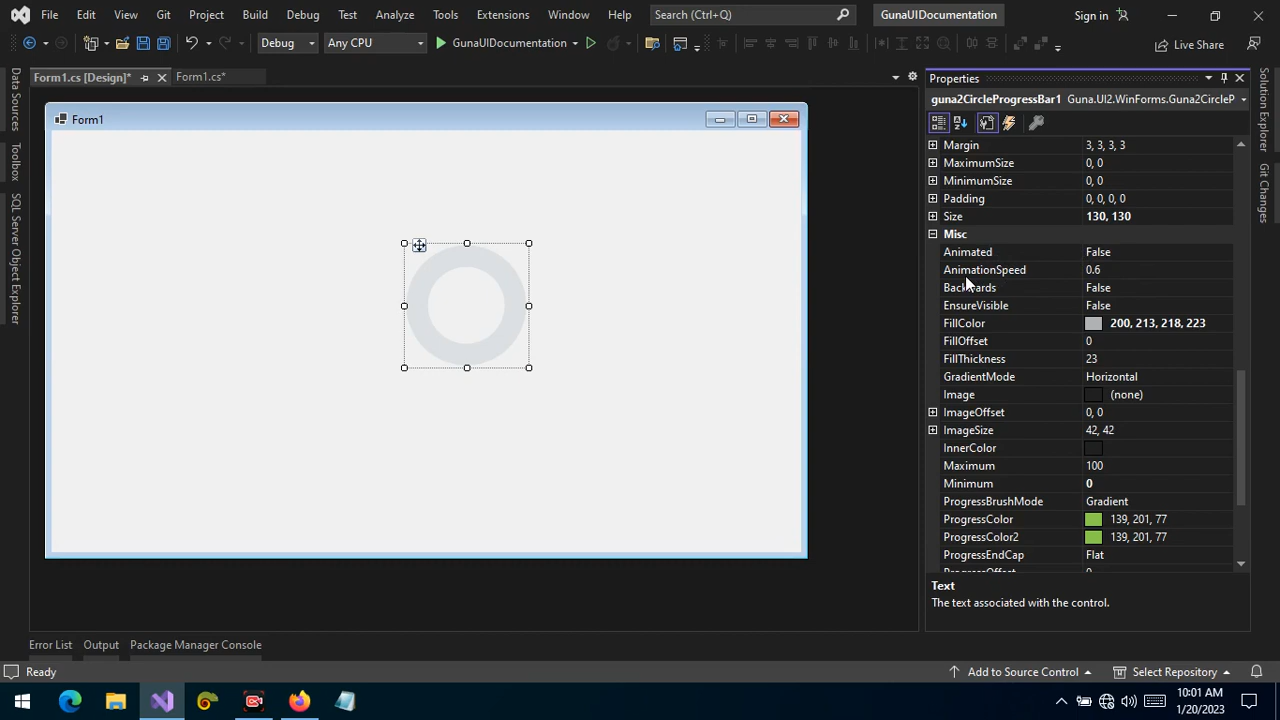 File Edit View Git Project Build Debug Test Analyze Tools Extensions Window Help Search (Ctrl+Q) GunaUIDocumentation Sign in
Debug Any CPU GunaUIDocumentation Live Share
Form1.cs [Design]* Form1.cs*
Data Sources
Toolbox
SQL Server Object Explorer
Form1
Properties
guna2CircleProgressBar1 Guna.UI2.WinForms.Guna2CircleP
Margin 3, 3, 3, 3
MaximumSize 0, 0
MinimumSize 0, 0
Padding 0, 0, 0, 0
Size 130, 130
Misc
Animated False
AnimationSpeed 0.6
Backwards False
EnsureVisible False
FillColor 200, 213, 218, 223
FillOffset 0
FillThickness 23
GradientMode Horizontal
Image (none)
ImageOffset 0, 0
ImageSize 42, 42
InnerColor
Maximum 100
Minimum 0
ProgressBrushMode Gradient
ProgressColor 139, 201, 77
ProgressColor2 139, 201, 77
ProgressEndCap Flat
ProgressOffset 0
Text
The text associated with the control.
Solution Explorer
Git Changes
Error List Output Package Manager Console
Ready Add to Source Control Select Repository
10:01 AM
1/20/2023